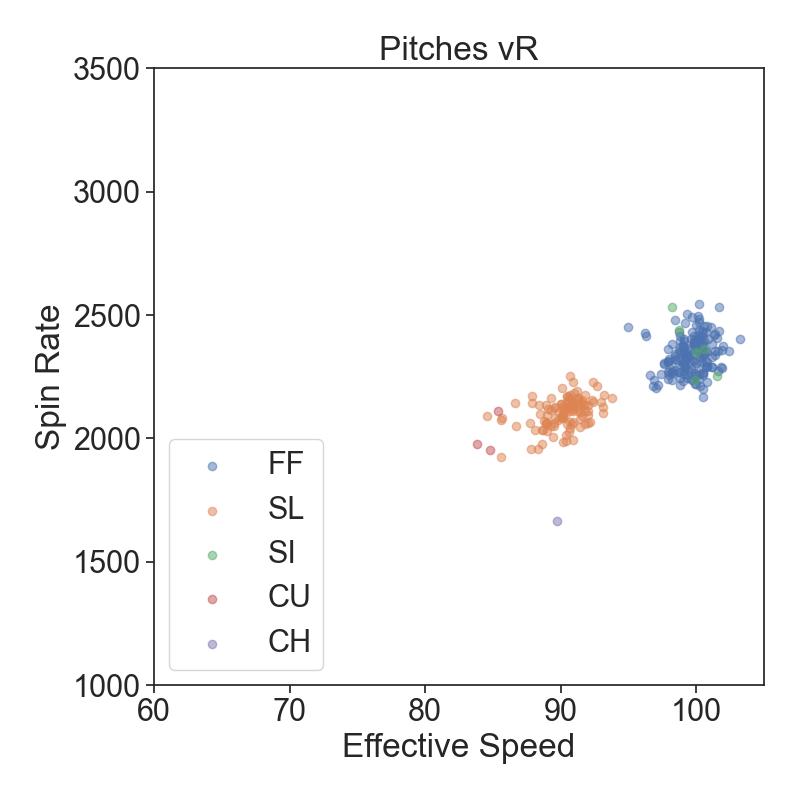 Pitches vR
3500
3000
2500
2000
1500
1000
Spin Rate
FF
SL
SI
CU
CH
60 70 80 90 100
Effective Speed